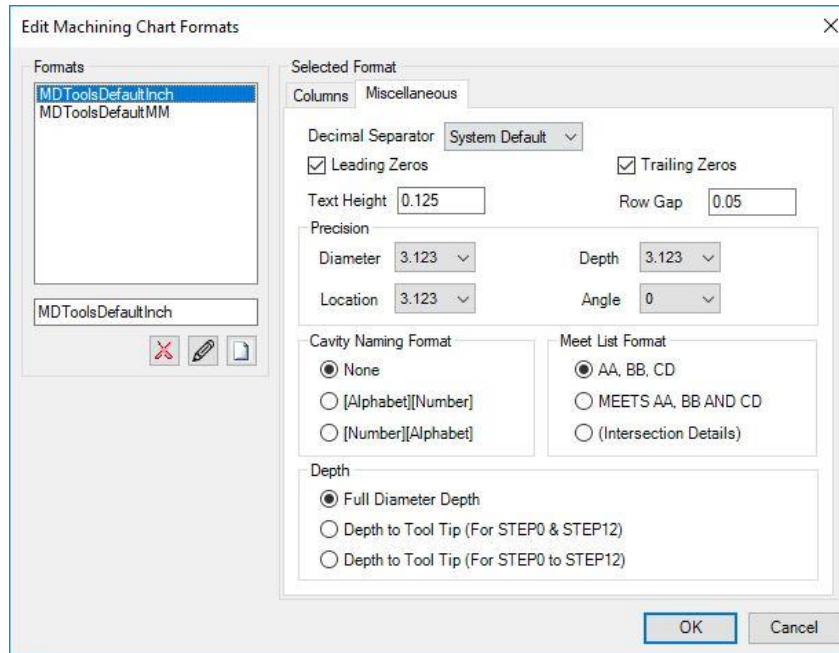 Edit Machining Chart Formats
Formats
MDToolsDefaultInch
MDToolsDefaultMM
MDToolsDefaultInch
Selected Format
Columns Miscellaneous
Decimal Separator System Default
Leading Zeros Trailing Zeros
Text Height 0.125 Row Gap 0.05
Precision
Diameter 3.123 Depth 3.123
Location 3.123 Angle 0
Cavity Naming Format
None
[Alphabet][Number]
[Number][Alphabet]
Meet List Format
AA, BB, CD
MEETS AA, BB AND CD
(Intersection Details)
Depth
Full Diameter Depth
Depth to Tool Tip (For STEP0 & STEP12)
Depth to Tool Tip (For STEP0 to STEP12)
OK Cancel